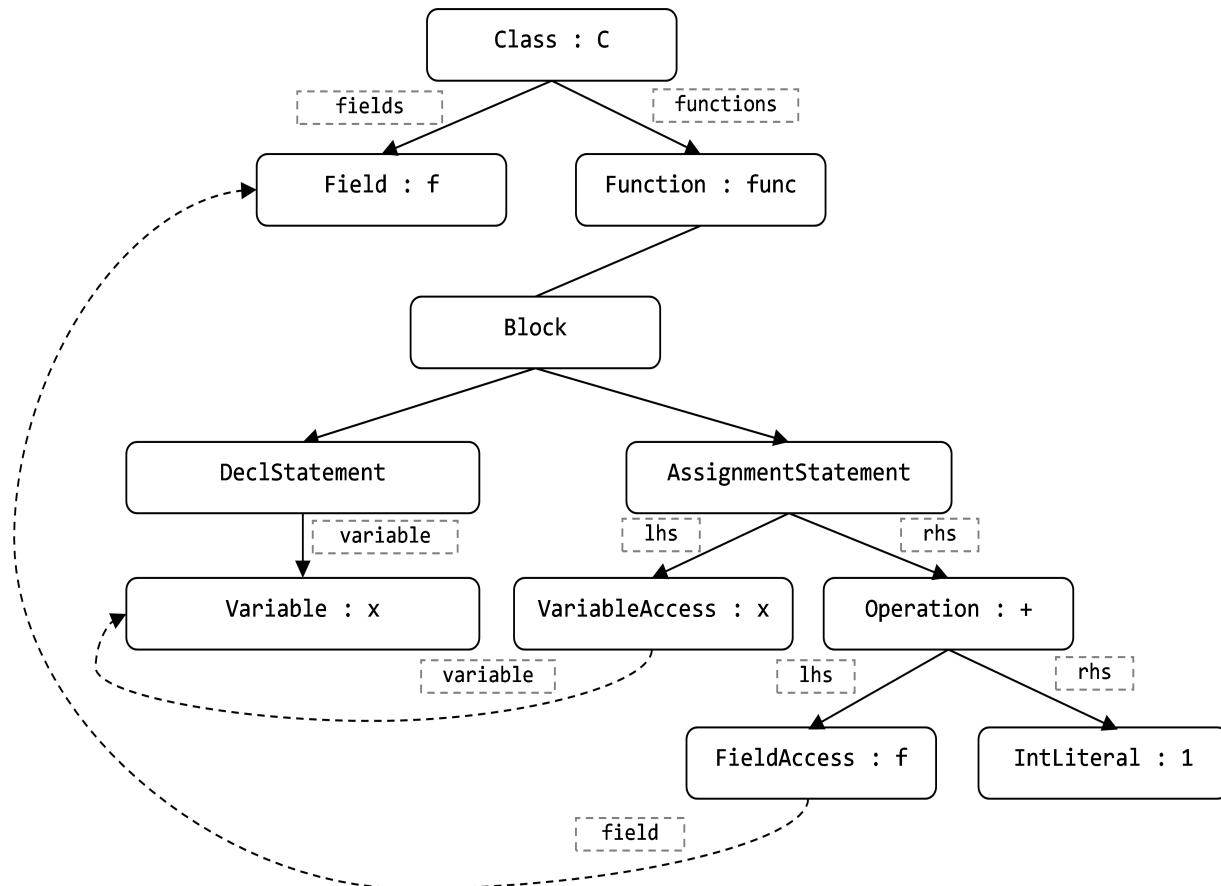 Class : C
fields
functions
Field : f
Function : func
Block
DeclStatement
AssignmentStatement
variable
lhs
rhs
Variable : x
VariableAccess : x
Operation : +
variable
lhs
rhs
FieldAccess : f
IntLiteral : 1
field